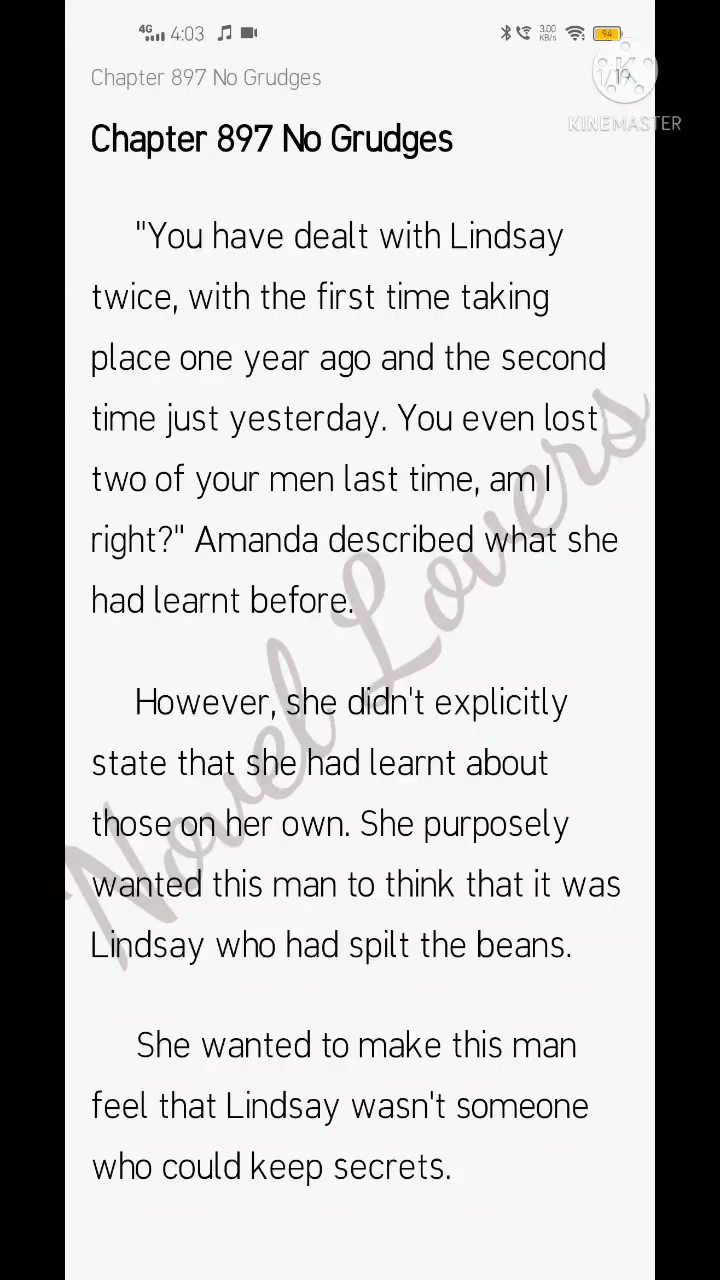 4G 4:03 3.00 KB/s 94
Chapter 897 No Grudges 1/19
KINEMASTER
Chapter 897 No Grudges
"You have dealt with Lindsay
twice, with the first time taking
place one year ago and the second
time just yesterday. You even lost
two of your men last time, am I
right?" Amanda described what she
had learnt before.
However, she didn't explicitly
state that she had learnt about
those on her own. She purposely
wanted this man to think that it was
Lindsay who had spilt the beans.
She wanted to make this man
feel that Lindsay wasn't someone
who could keep secrets.
Novel Lovers